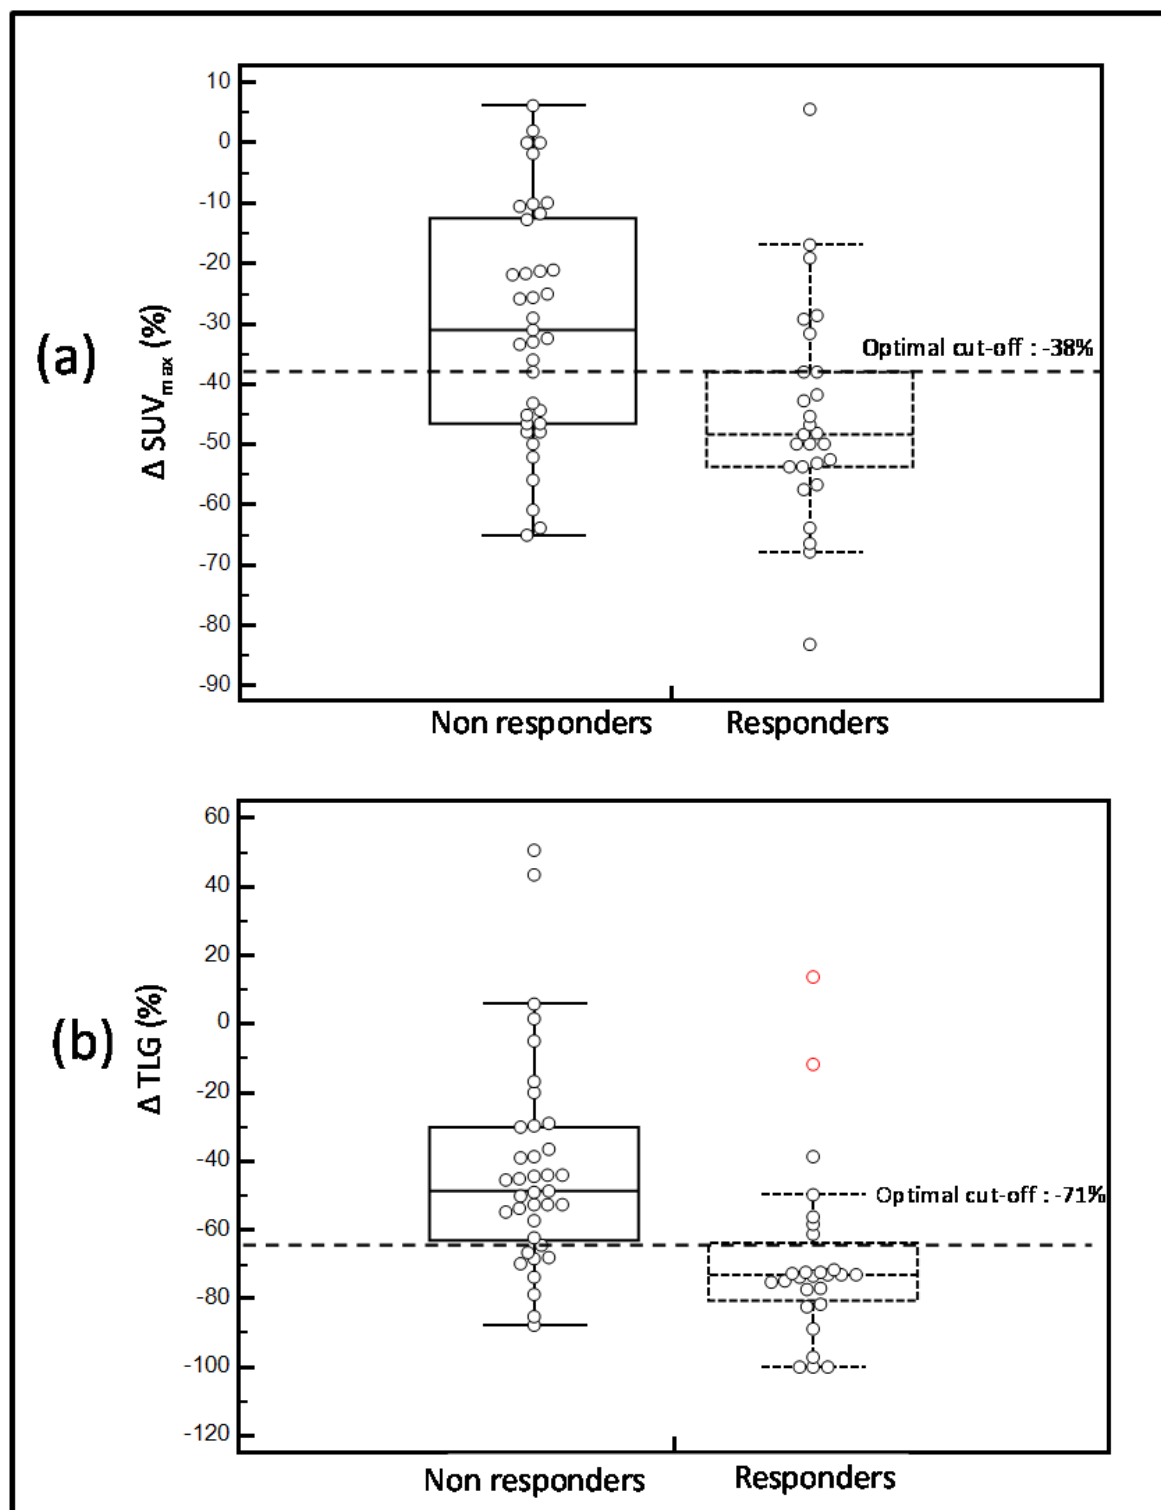 10
0
-10
-20
-30
-40
-50
-60
-70
-80
-90
(a)
Δ SUVmax (%)
Optimal cut-off : -38%
Non responders Responders
60
40
20
0
-20
-40
-60
-80
-100
-120
(b)
Δ TLG (%)
Optimal cut-off : -71%
Non responders Responders